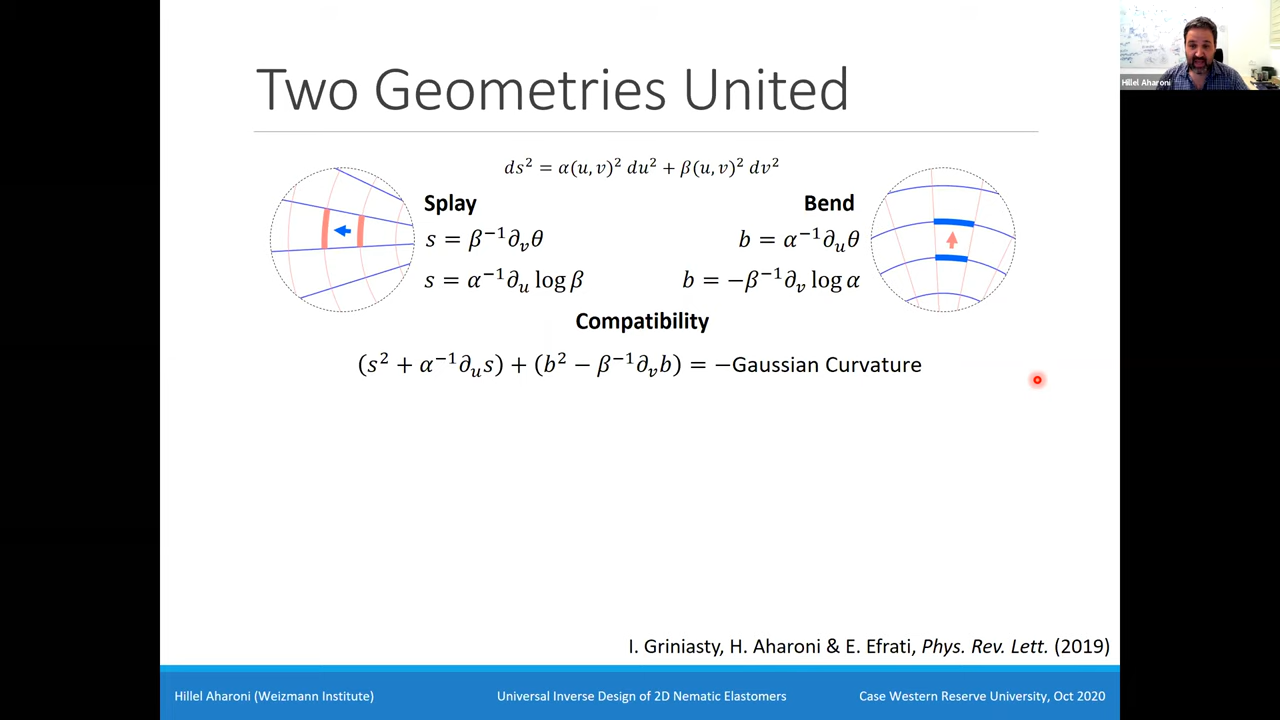 Two Geometries United
ds² = α(u, v)² du² + β(u, v)² dv²
Splay
s = β⁻¹∂ᵥθ
s = α⁻¹∂ᵤ log β
Bend
b = α⁻¹∂ᵤθ
b = −β⁻¹∂ᵥ log α
Compatibility
(s² + α⁻¹∂ᵤs) + (b² − β⁻¹∂ᵥb) = −Gaussian Curvature
I. Griniasty, H. Aharoni & E. Efrati, Phys. Rev. Lett. (2019)
Hillel Aharoni (Weizmann Institute)
Universal Inverse Design of 2D Nematic Elastomers
Case Western Reserve University, Oct 2020
Hillel Aharoni